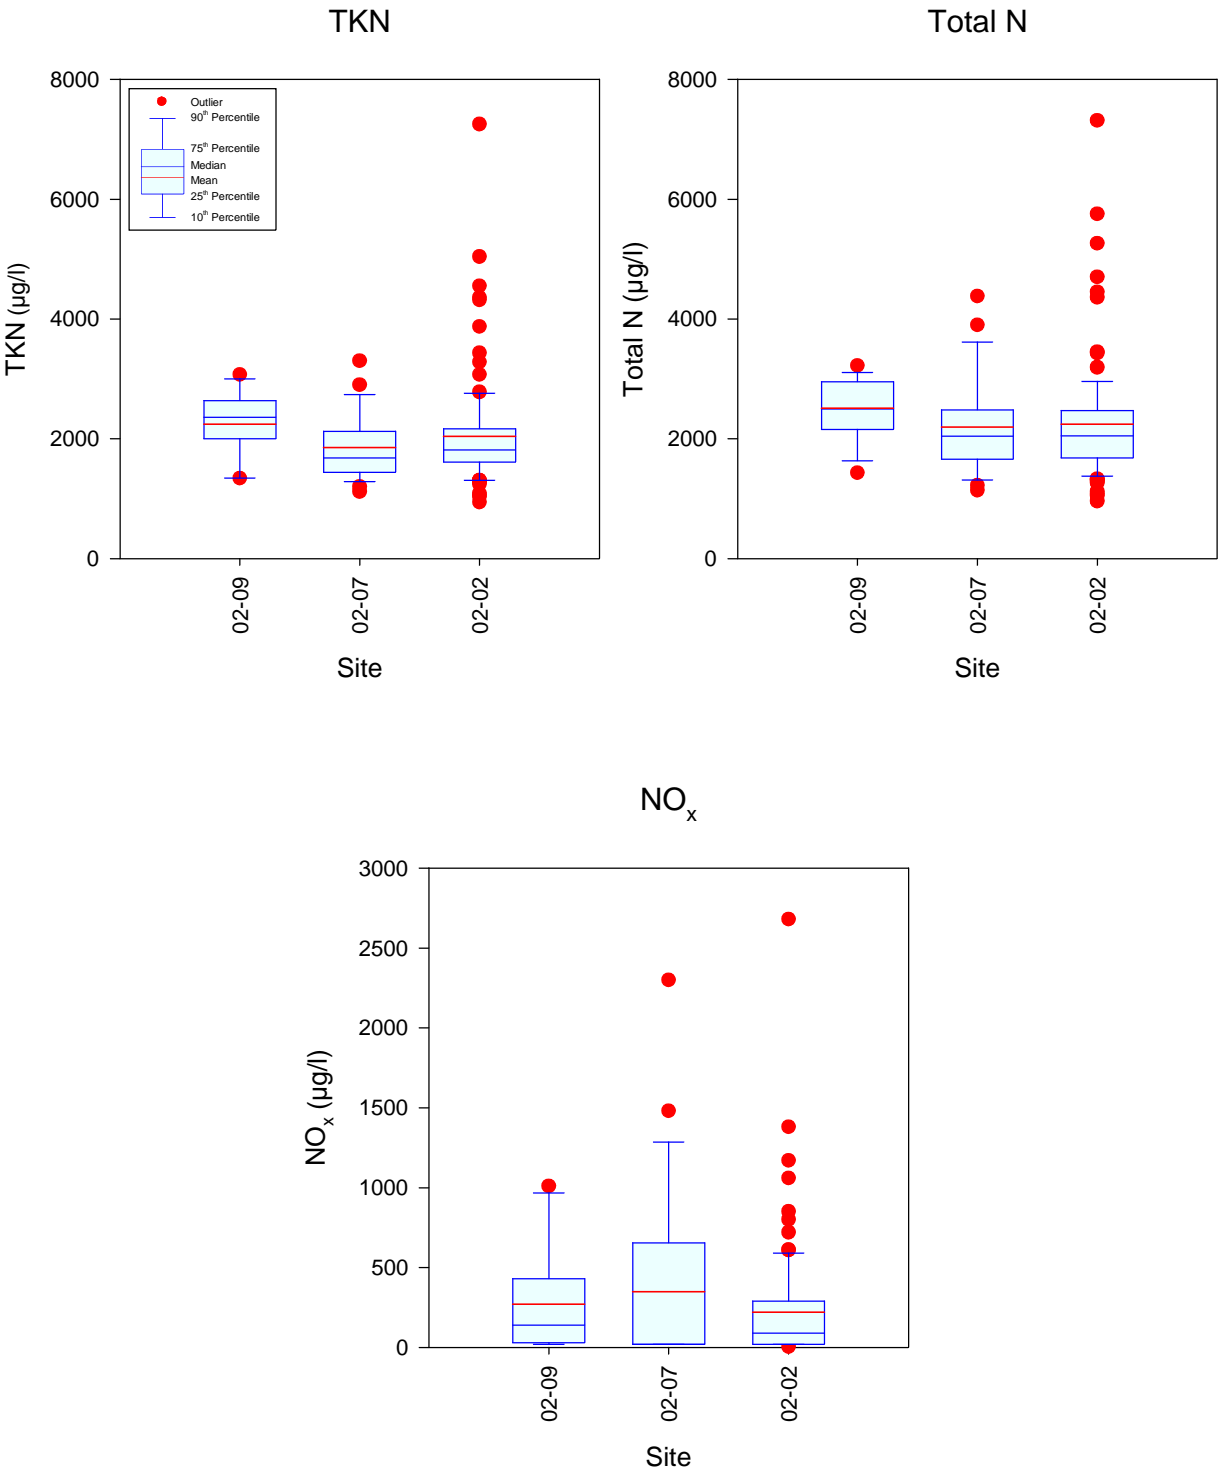 TKN
8000
6000
4000
2000
0
TKN (µg/l)
Outlier
90th Percentile
75th Percentile
Median
Mean
25th Percentile
10th Percentile
02-09
02-07
02-02
Site
Total N
8000
6000
4000
2000
0
Total N (µg/l)
02-09
02-07
02-02
Site
NOx
3000
2500
2000
1500
1000
500
0
NOx (µg/l)
02-09
02-07
02-02
Site